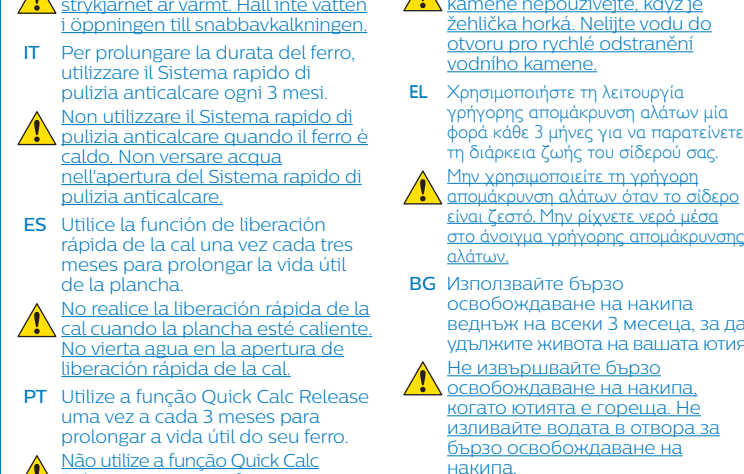 strykjärnet är varmt. Häll inte vatten
i öppningen till snabbavkalkningen.
IT Per prolungare la durata del ferro,
utilizzare il Sistema rapido di
pulizia anticalcare ogni 3 mesi.
Non utilizzare il Sistema rapido di
pulizia anticalcare quando il ferro è
caldo. Non versare acqua
nell'apertura del Sistema rapido di
pulizia anticalcare.
ES Utilice la función de liberación
rápida de la cal una vez cada tres
meses para prolongar la vida útil
de la plancha.
No realice la liberación rápida de la
cal cuando la plancha esté caliente.
No vierta agua en la apertura de
liberación rápida de la cal.
PT Utilize a função Quick Calc Release
uma vez a cada 3 meses para
prolongar a vida útil do seu ferro.
Não utilize a função Quick Calc
kamene nepoužívejte, když je
žehlička horká. Nelijte vodu do
otvoru pro rychlé odstranění
vodního kamene.
EL Χρησιμοποιήστε τη λειτουργία
γρήγορης απομάκρυνση αλάτων μία
φορά κάθε 3 μήνες για να παρατείνετε
τη διάρκεια ζωής του σίδερού σας.
Μην χρησιμοποιείτε τη γρήγορη
απομάκρυνση αλάτων όταν το σίδερο
είναι ζεστό. Μην ρίχνετε νερό μέσα
στο άνοιγμα γρήγορης απομάκρυνσης
αλάτων.
BG Използвайте бързо
освобождаване на накипа
веднъж на всеки 3 месеца, за да
удължите живота на вашата ютия
Не извършвайте бързо
освобождаване на накипа,
когато ютията е гореща. Не
изливайте водата в отвора за
бързо освобождаване на
накипа.